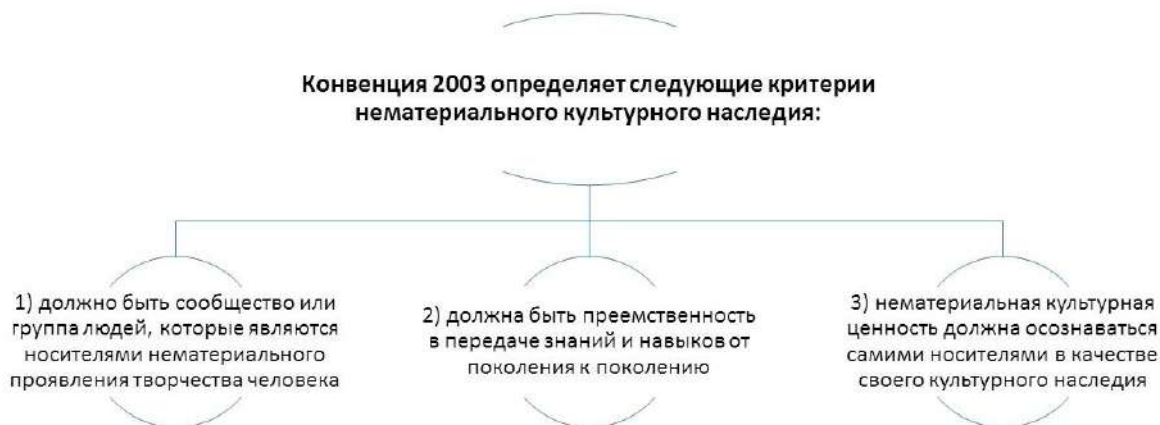 Конвенция 2003 определяет следующие критерии
нематериального культурного наследия:
1) должно быть сообщество или
группа людей, которые являются
носителями нематериального
проявления творчества человека
2) должна быть преемственность
в передаче знаний и навыков от
поколения к поколению
3) нематериальная культурная
ценность должна осознаваться
самими носителями в качестве
своего культурного наследия